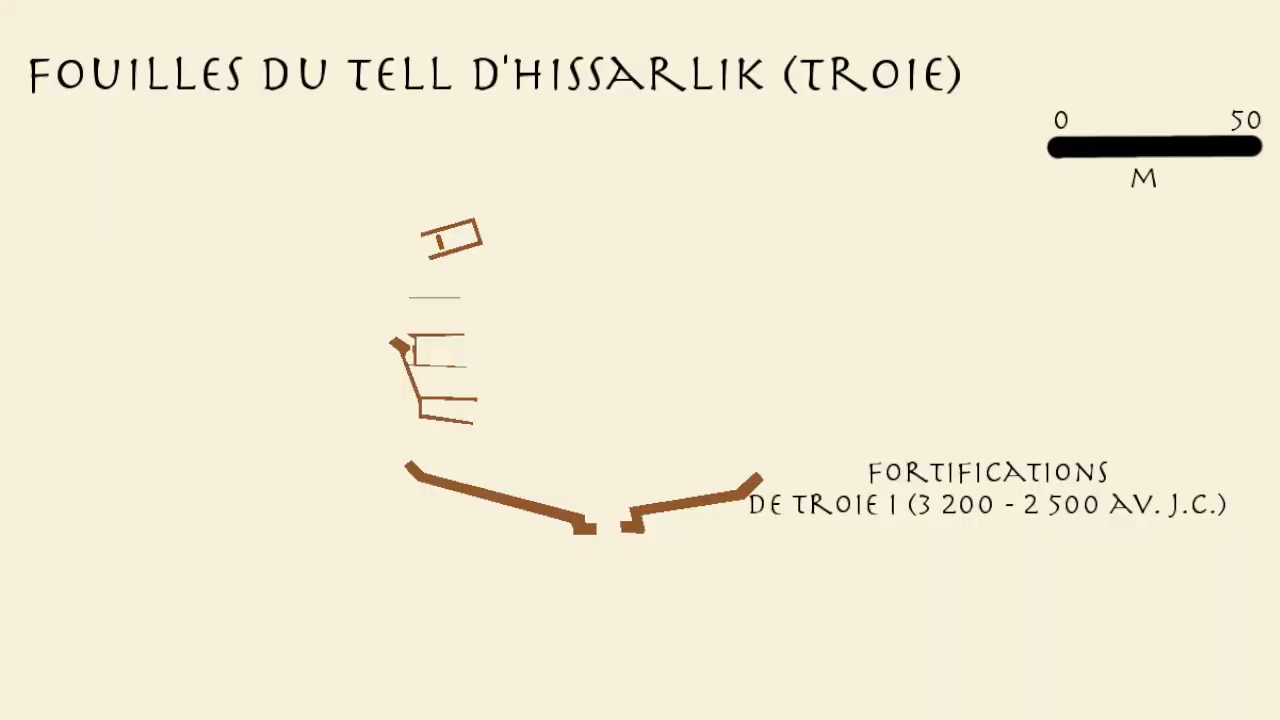 FOUILLES DU TELL D'HISSARLIK (TROIE)
0 50
M
FORTIFICATIONS
DE TROIE I (3 200 - 2 500 AV. J.C.)